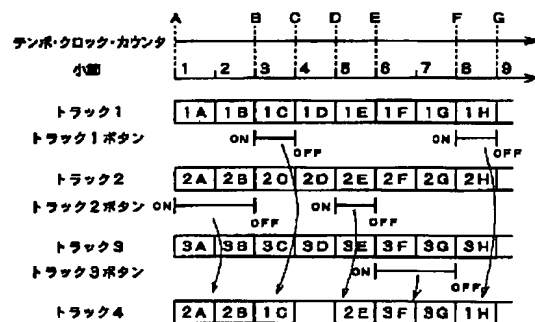 A B C D E F G
テンポ・クロック・カウンタ
小節 1 2 3 4 5 6 7 8 9
トラック1 1A 1B 1C 1D 1E 1F 1G 1H
トラック1ボタン ON OFF ON OFF
トラック2 2A 2B 2C 2D 2E 2F 2G 2H
トラック2ボタン ON OFF ON OFF
トラック3 3A 3B 3C 3D 3E 3F 3G 3H
トラック3ボタン ON OFF
トラック4 2A 2B 1C 2E 3F 3G 1H